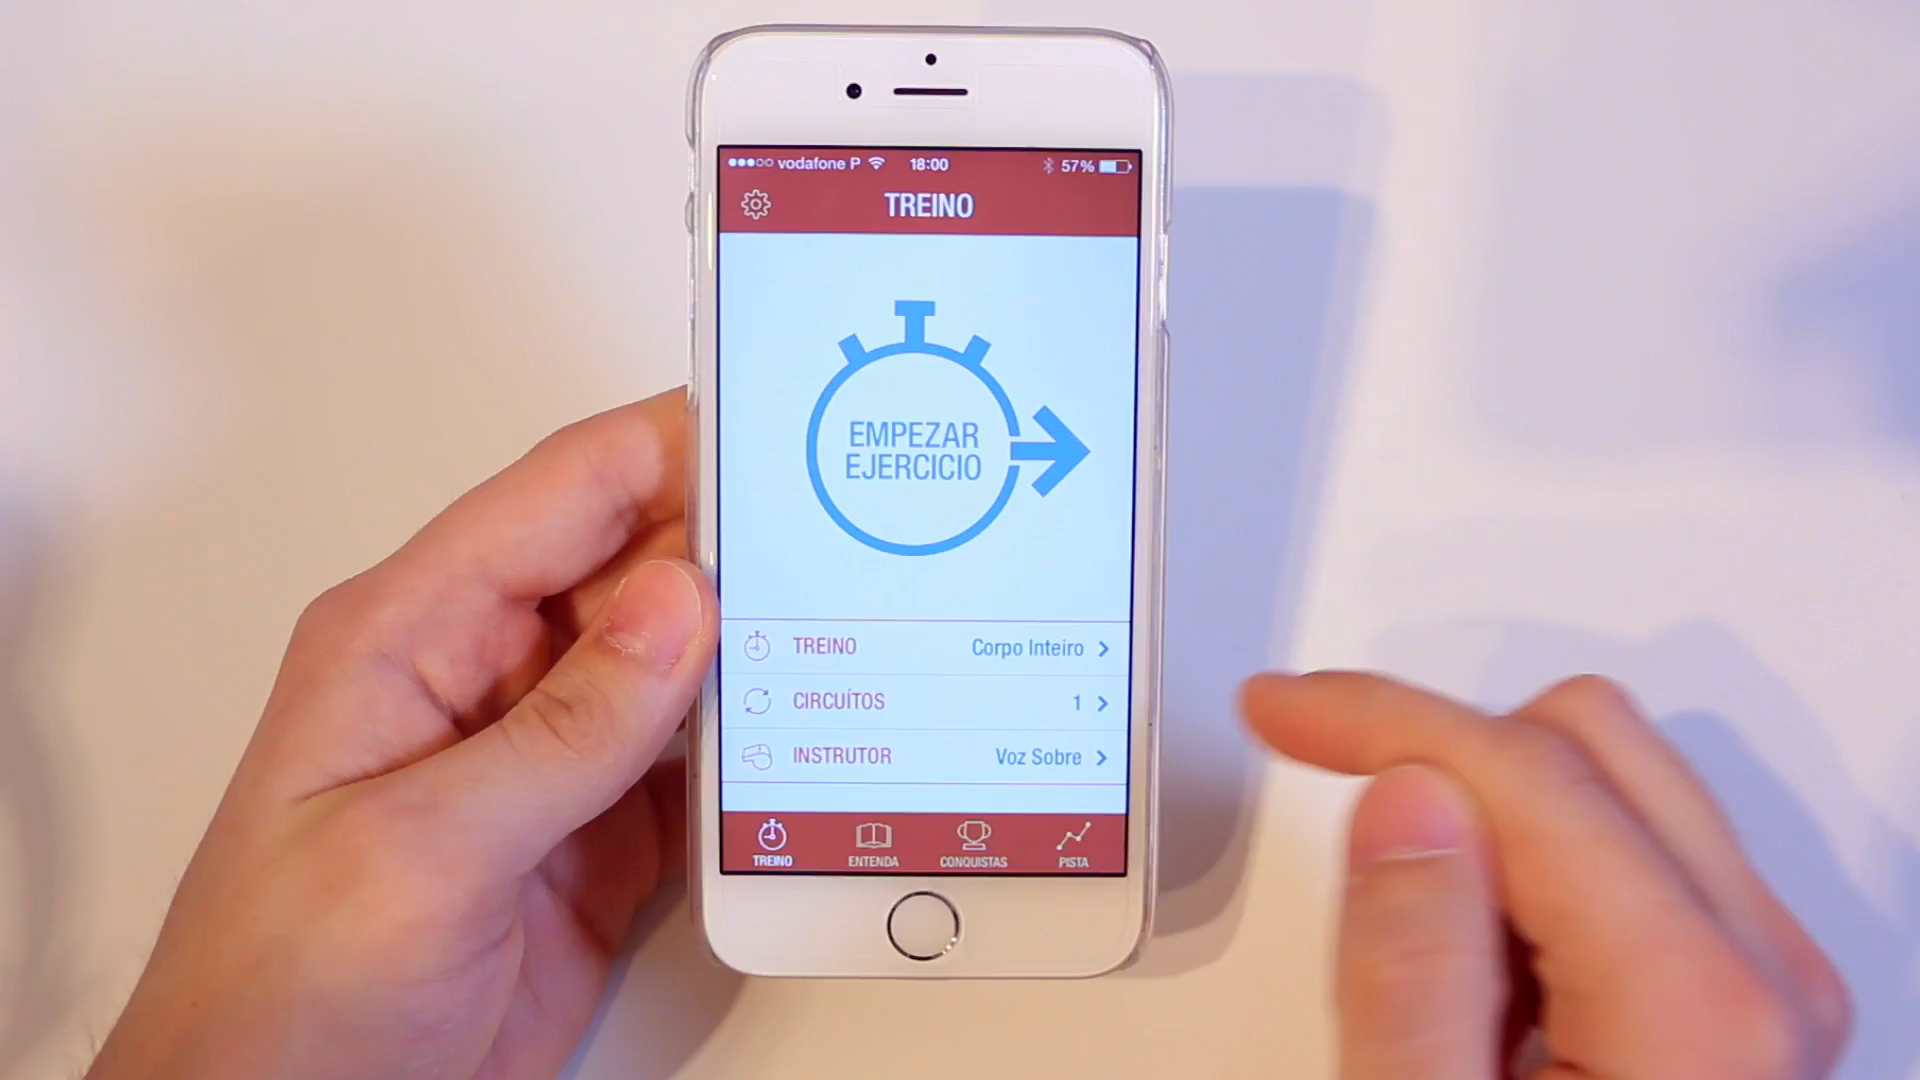 vodafone P 18:00 57%
TREINO
EMPEZAR
EJERCICIO
TREINO Corpo Inteiro
CIRCUÍTOS 1
INSTRUTOR Voz Sobre
TREINO ENTENDA CONQUISTAS PISTA